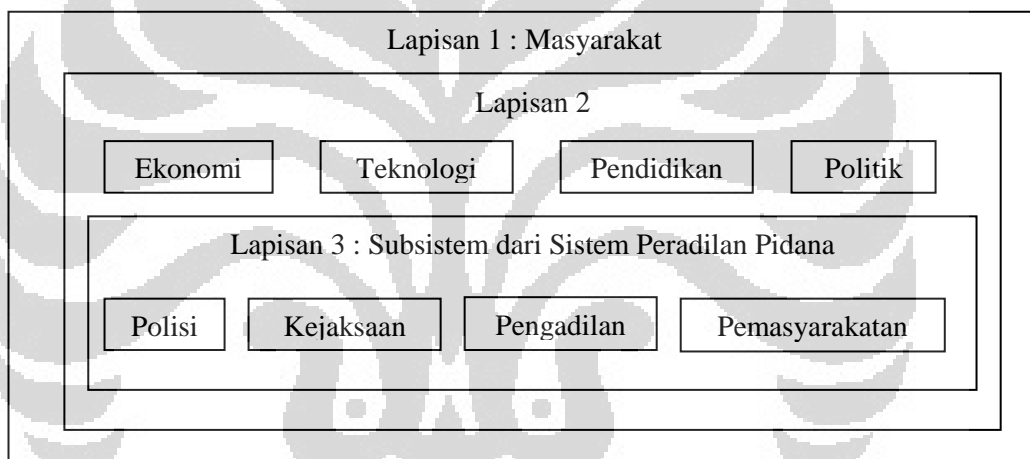 Lapisan 1 : Masyarakat
Lapisan 2
Ekonomi Teknologi Pendidikan Politik
Lapisan 3 : Subsistem dari Sistem Peradilan Pidana
Polisi Kejaksaan Pengadilan Pemasyarakatan